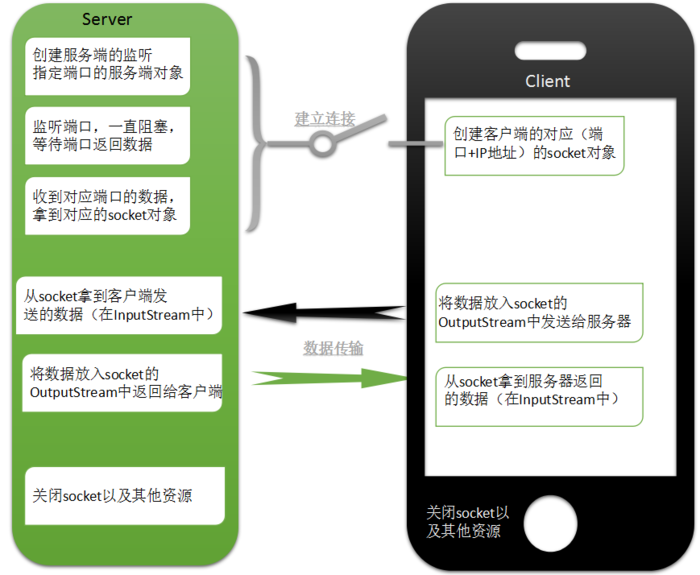 Server
创建服务端的监听
指定端口的服务端对象
监听端口，一直阻塞，
等待端口返回数据
收到对应端口的数据，
拿到对应的socket对象
从socket拿到客户端发
送的数据（在InputStream中）
将数据放入socket的
OutputStream中返回给客户端
关闭socket以及其他资源
建立连接
数据传输
Client
创建客户端的对应（端
口+IP地址）的socket对象
将数据放入socket的
OutputStream中发送给服务器
从socket拿到服务器返回
的数据（在InputStream中）
关闭socket以
及其他资源